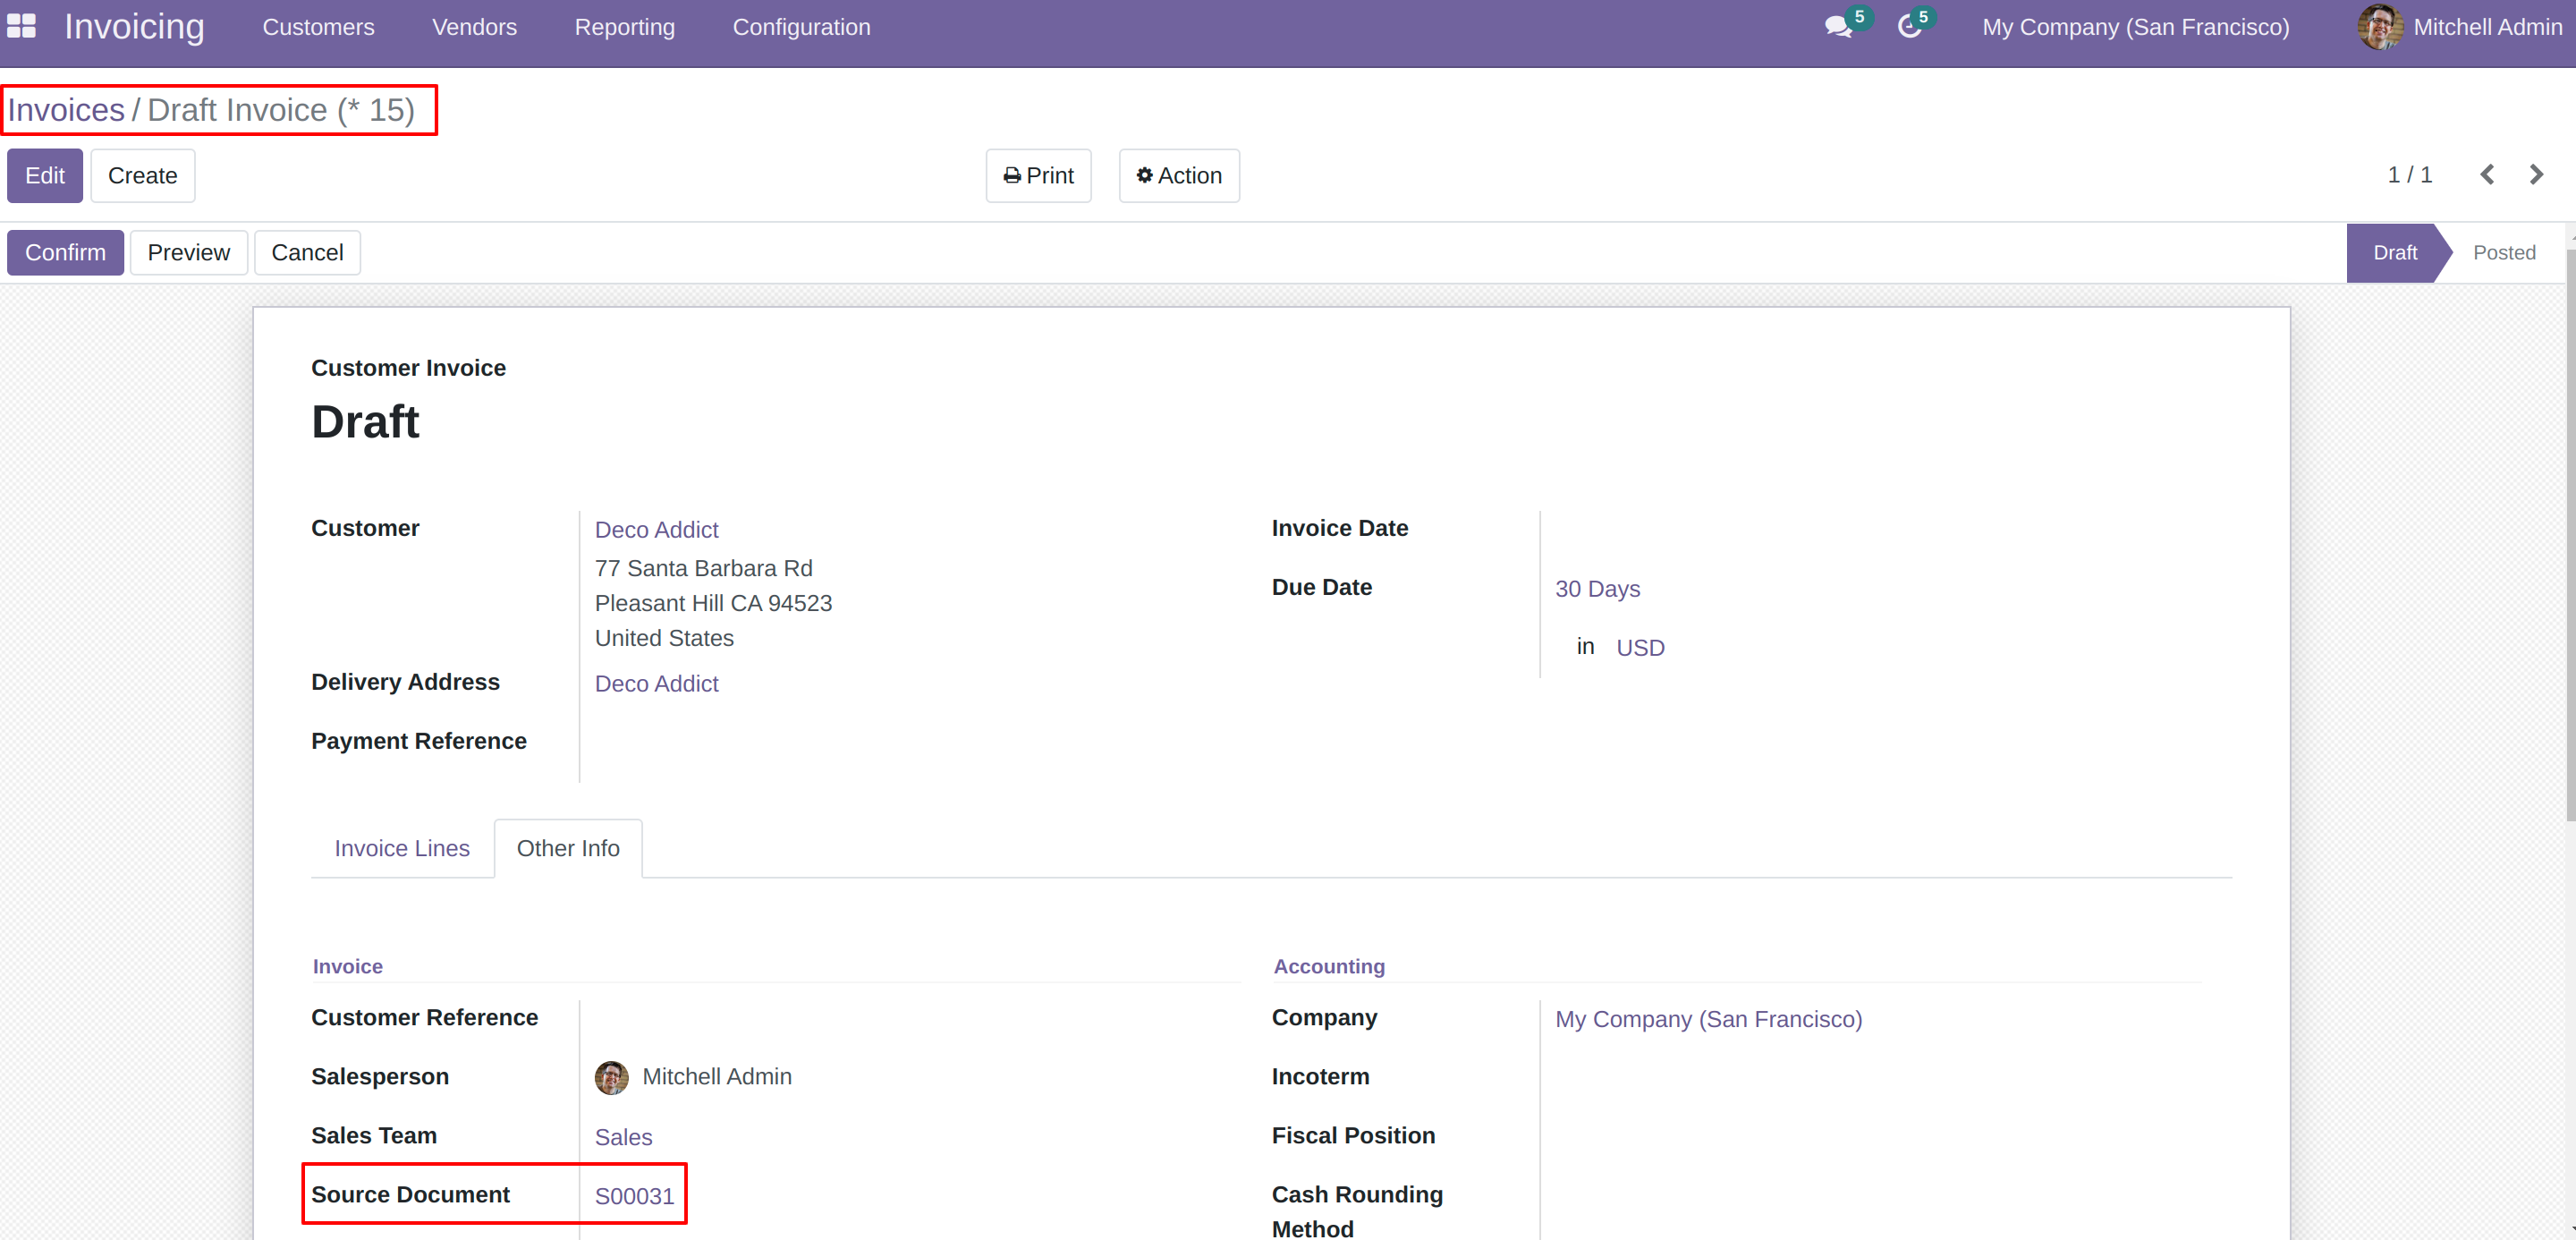 Invoicing Customers Vendors Reporting Configuration 5 5 My Company (San Francisco) Mitchell Admin
Invoices / Draft Invoice (* 15)
Edit Create Print Action 1 / 1
Confirm Preview Cancel Draft Posted
Customer Invoice
Draft
Customer Deco Addict
77 Santa Barbara Rd
Pleasant Hill CA 94523
United States
Delivery Address Deco Addict
Payment Reference
Invoice Date
Due Date 30 Days
in USD
Invoice Lines Other Info
Invoice
Customer Reference
Salesperson Mitchell Admin
Sales Team Sales
Source Document S00031
Accounting
Company My Company (San Francisco)
Incoterm
Fiscal Position
Cash Rounding
Method